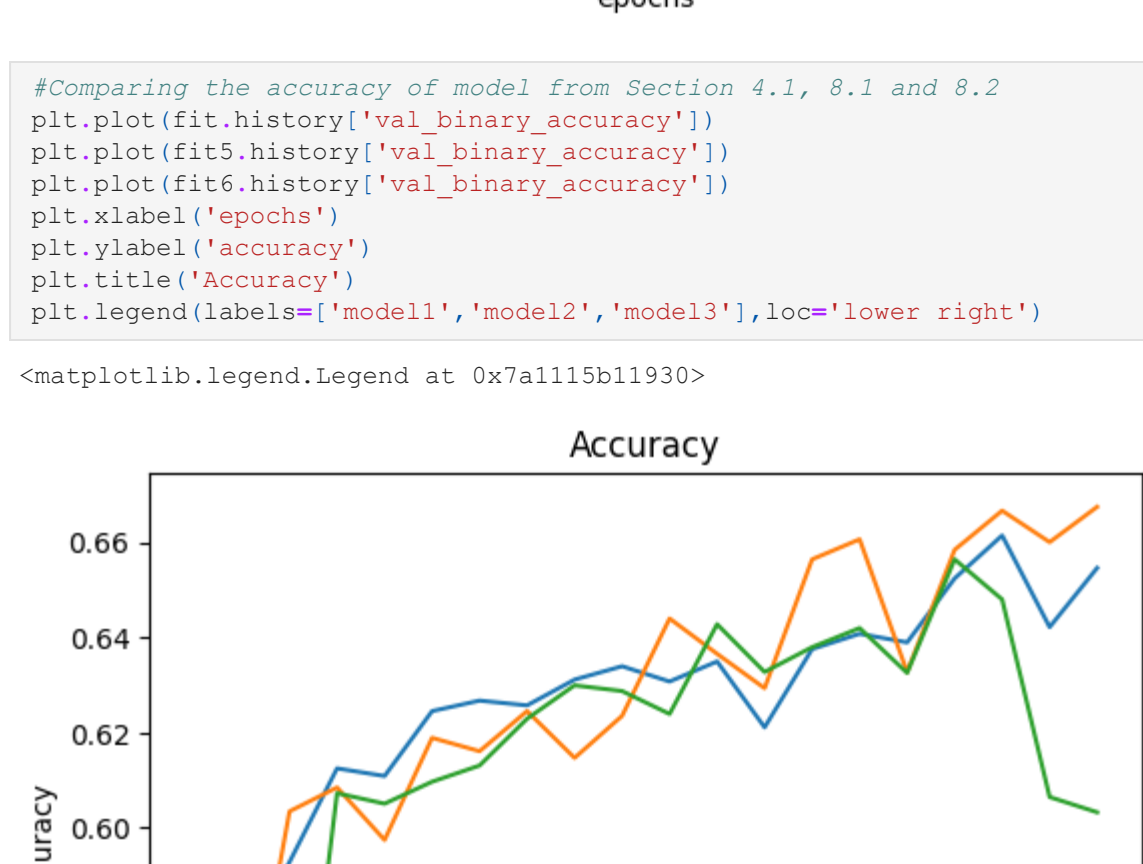 epochs
#Comparing the accuracy of model from Section 4.1, 8.1 and 8.2
plt.plot(fit.history['val_binary_accuracy'])
plt.plot(fit5.history['val_binary_accuracy'])
plt.plot(fit6.history['val_binary_accuracy'])
plt.xlabel('epochs')
plt.ylabel('accuracy')
plt.title('Accuracy')
plt.legend(labels=['model1','model2','model3'],loc='lower right')
<matplotlib.legend.Legend at 0x7a1115b11930>
Accuracy
0.66
0.64
0.62
0.60
uracy